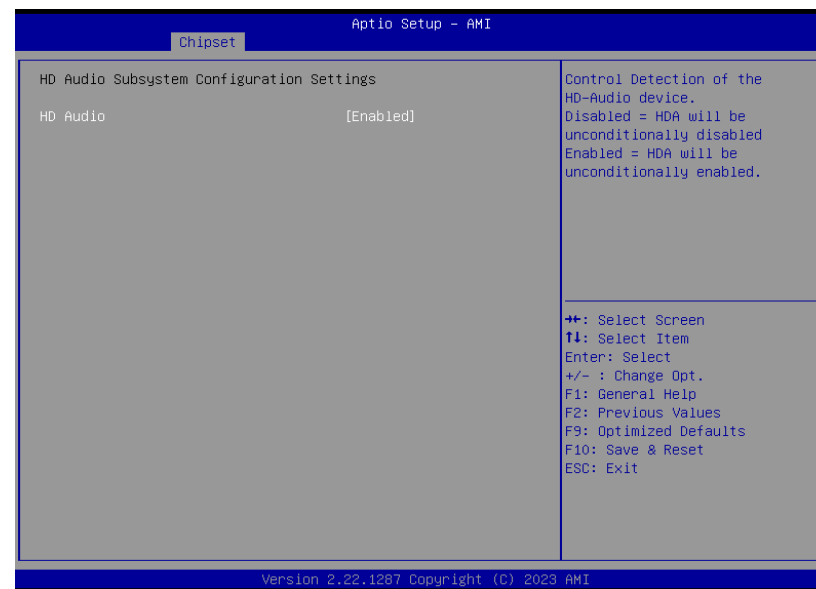 Aptio Setup – AMI
Chipset
HD Audio Subsystem Configuration Settings
HD Audio [Enabled]
Control Detection of the
HD-Audio device.
Disabled = HDA will be
unconditionally disabled
Enabled = HDA will be
unconditionally enabled.
→←: Select Screen
↑↓: Select Item
Enter: Select
+/- : Change Opt.
F1: General Help
F2: Previous Values
F9: Optimized Defaults
F10: Save & Reset
ESC: Exit
Version 2.22.1287 Copyright (C) 2023 AMI